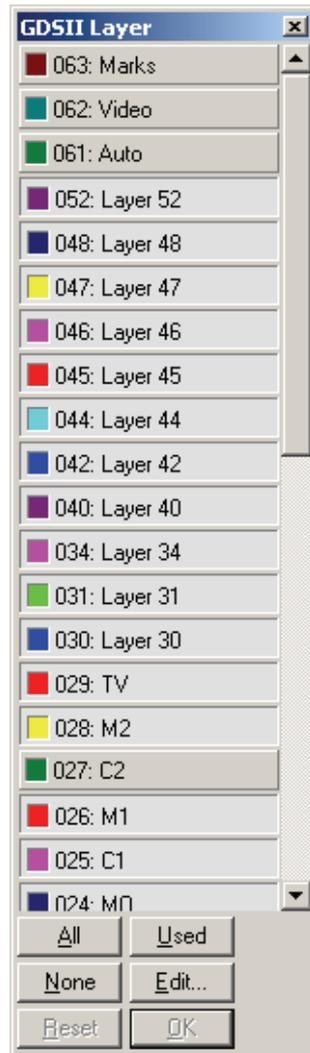 GDSII Layer
063: Marks
062: Video
061: Auto
052: Layer 52
048: Layer 48
047: Layer 47
046: Layer 46
045: Layer 45
044: Layer 44
042: Layer 42
040: Layer 40
034: Layer 34
031: Layer 31
030: Layer 30
029: TV
028: M2
027: C2
026: M1
025: C1
024: M0
All Used
None Edit...
Reset OK